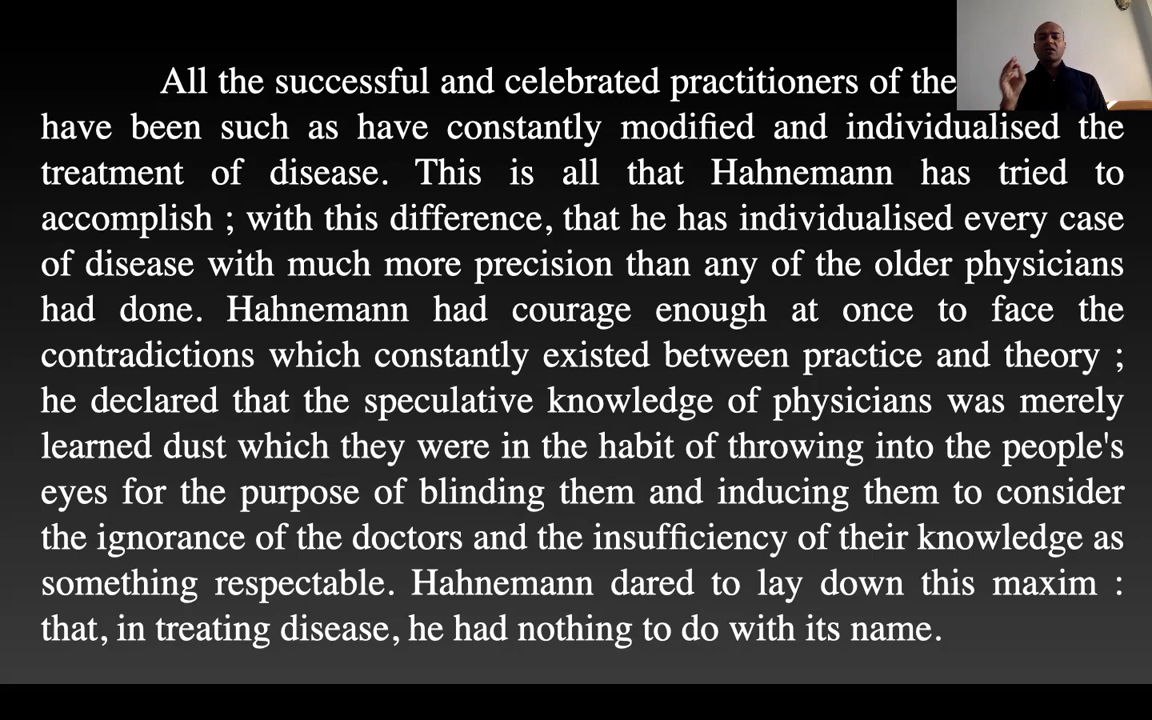 All the successful and celebrated practitioners of the
have been such as have constantly modified and individualised the
treatment of disease. This is all that Hahnemann has tried to
accomplish ; with this difference, that he has individualised every case
of disease with much more precision than any of the older physicians
had done. Hahnemann had courage enough at once to face the
contradictions which constantly existed between practice and theory ;
he declared that the speculative knowledge of physicians was merely
learned dust which they were in the habit of throwing into the people's
eyes for the purpose of blinding them and inducing them to consider
the ignorance of the doctors and the insufficiency of their knowledge as
something respectable. Hahnemann dared to lay down this maxim :
that, in treating disease, he had nothing to do with its name.